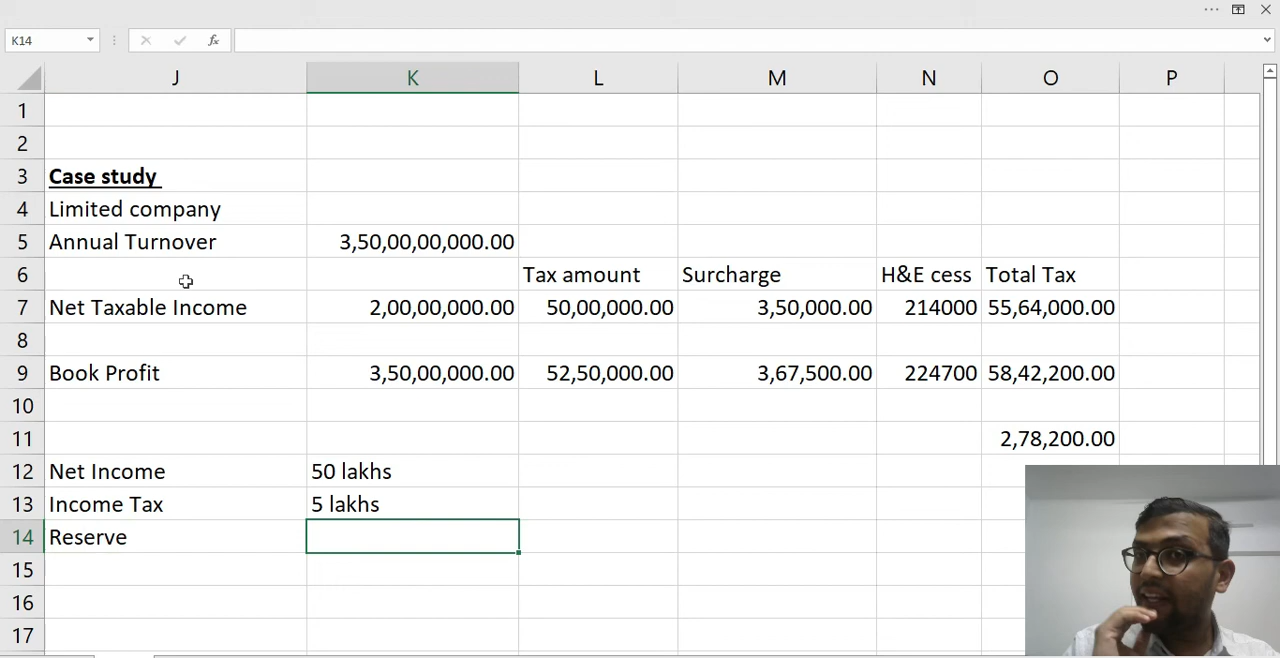 K14 fx
J K L M N O P
1
2
3 Case study
4 Limited company
5 Annual Turnover 3,50,00,00,000.00
6 Tax amount Surcharge H&E cess Total Tax
7 Net Taxable Income 2,00,00,000.00 50,00,000.00 3,50,000.00 214000 55,64,000.00
8
9 Book Profit 3,50,00,000.00 52,50,000.00 3,67,500.00 224700 58,42,200.00
10
11 2,78,200.00
12 Net Income 50 lakhs
13 Income Tax 5 lakhs
14 Reserve
15
16
17